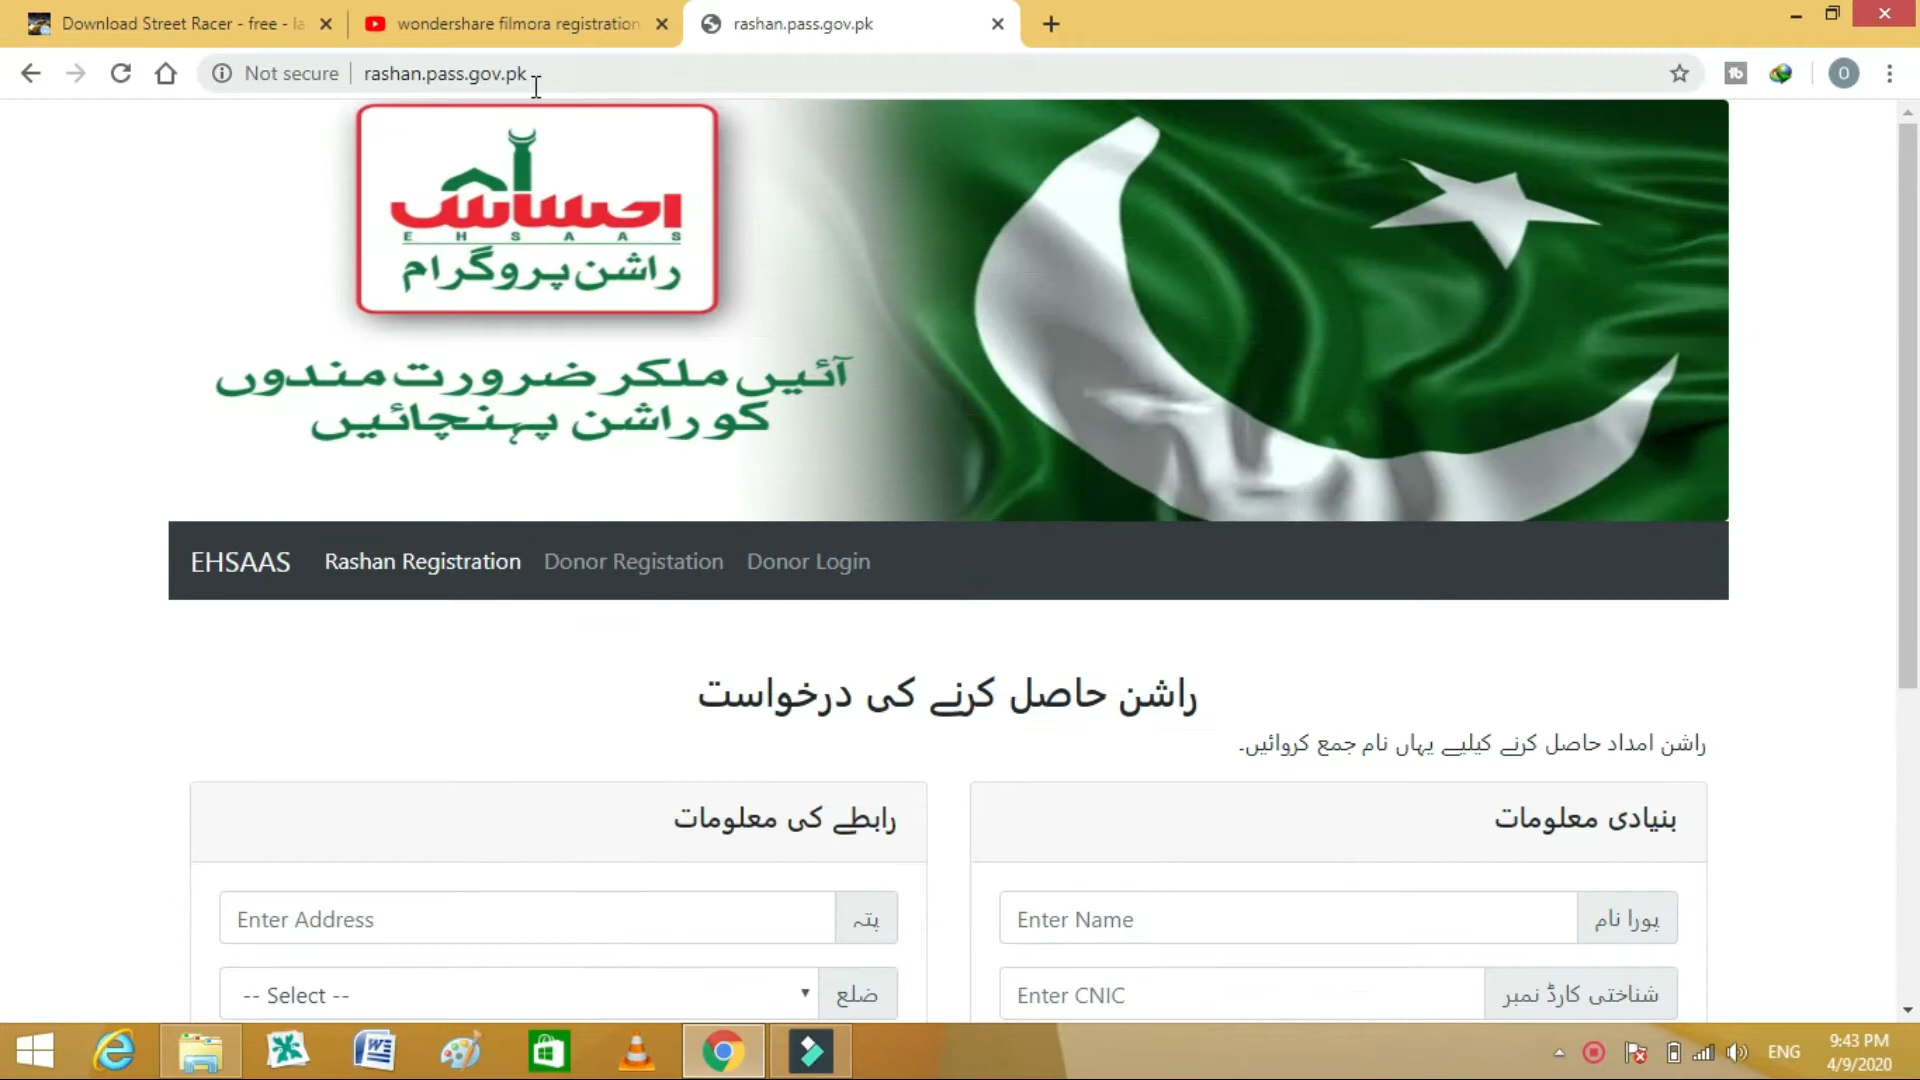 Download Street Racer - free - la
wondershare filmora registration
rashan.pass.gov.pk
Not secure
rashan.pass.gov.pk
O
احساس
EHSAAS
راشن پروگرام
آئیں ملکر ضرورت مندوں
کو راشن پہنچائیں
EHSAAS Rashan Registration Donor Registation Donor Login
راشن حاصل کرنے کی درخواست
راشن امداد حاصل کرنے کیلیے یہاں نام جمع کروائیں۔
بنیادی معلومات
پورا نام
Enter Name
شناختی کارڈ نمبر
Enter CNIC
رابطے کی معلومات
پتہ
Enter Address
ضلع
-- Select --
ENG
9:43 PM
4/9/2020